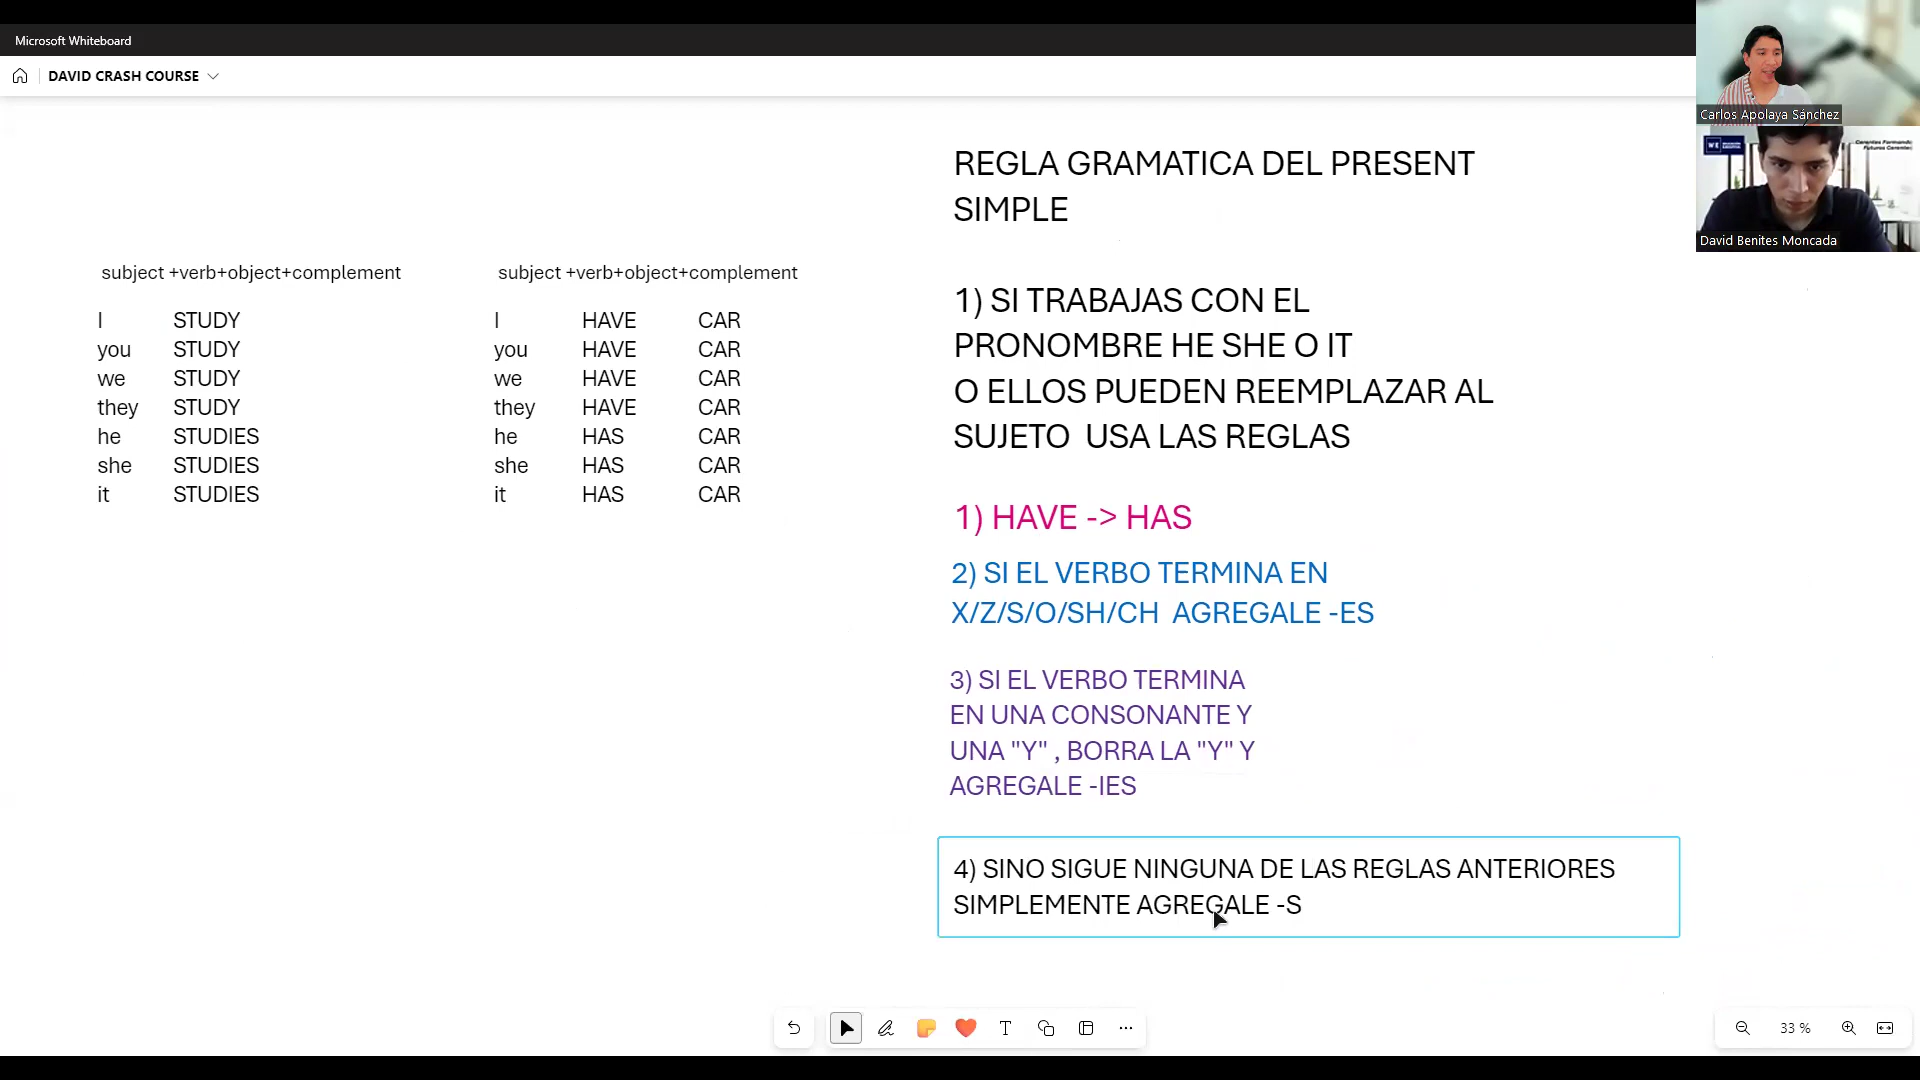 Microsoft Whiteboard
DAVID CRASH COURSE
Carlos Apolaya Sánchez
WE
Gerentes Formando
Futuros Gerentes
David Benites Moncada
REGLA GRAMATICA DEL PRESENT
SIMPLE
subject +verb+object+complement
I STUDY
you STUDY
we STUDY
they STUDY
he STUDIES
she STUDIES
it STUDIES
subject +verb+object+complement
I HAVE CAR
you HAVE CAR
we HAVE CAR
they HAVE CAR
he HAS CAR
she HAS CAR
it HAS CAR
1) SI TRABAJAS CON EL
PRONOMBRE HE SHE O IT
O ELLOS PUEDEN REEMPLAZAR AL
SUJETO  USA LAS REGLAS
1) HAVE -> HAS
2) SI EL VERBO TERMINA EN
X/Z/S/O/SH/CH  AGREGALE -ES
3) SI EL VERBO TERMINA
EN UNA CONSONANTE Y
UNA "Y" , BORRA LA "Y" Y
AGREGALE -IES
4) SINO SIGUE NINGUNA DE LAS REGLAS ANTERIORES
SIMPLEMENTE AGREGALE -S
33 %